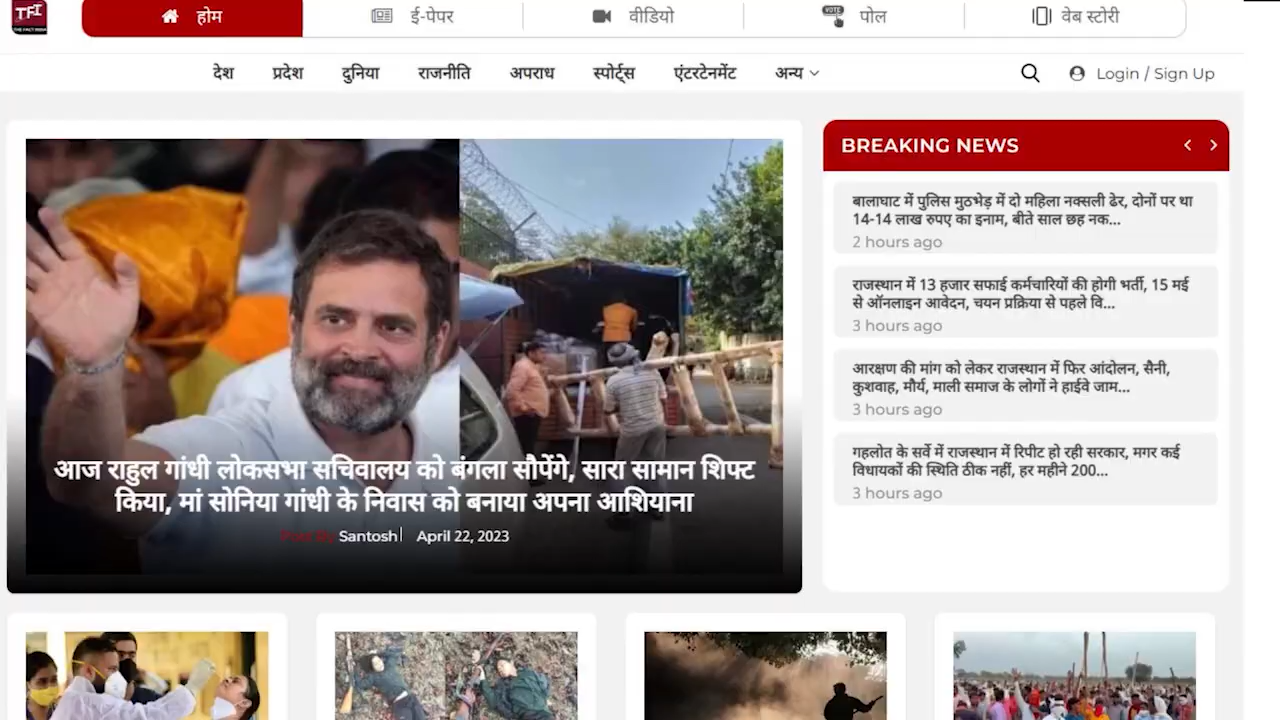 TFI
THE FACT INDIA
होम
ई-पेपर
वीडियो
VOTE
पोल
वेब स्टोरी
देश
प्रदेश
दुनिया
राजनीति
अपराध
स्पोर्ट्स
एंटरटेनमेंट
अन्य
Login / Sign Up
आज राहुल गांधी लोकसभा सचिवालय को बंगला सौपेंगे, सारा सामान शिफ्ट
किया, मां सोनिया गांधी के निवास को बनाया अपना आशियाना
Post By Santosh| April 22, 2023
BREAKING NEWS
बालाघाट में पुलिस मुठभेड़ में दो महिला नक्सली ढेर, दोनों पर था
14-14 लाख रुपए का इनाम, बीते साल छह नक...
2 hours ago
राजस्थान में 13 हजार सफाई कर्मचारियों की होगी भर्ती, 15 मई
से ऑनलाइन आवेदन, चयन प्रक्रिया से पहले वि...
3 hours ago
आरक्षण की मांग को लेकर राजस्थान में फिर आंदोलन, सैनी,
कुशवाह, मौर्य, माली समाज के लोगों ने हाईवे जाम...
3 hours ago
गहलोत के सर्वे में राजस्थान में रिपीट हो रही सरकार, मगर कई
विधायकों की स्थिति ठीक नहीं, हर महीने 200...
3 hours ago